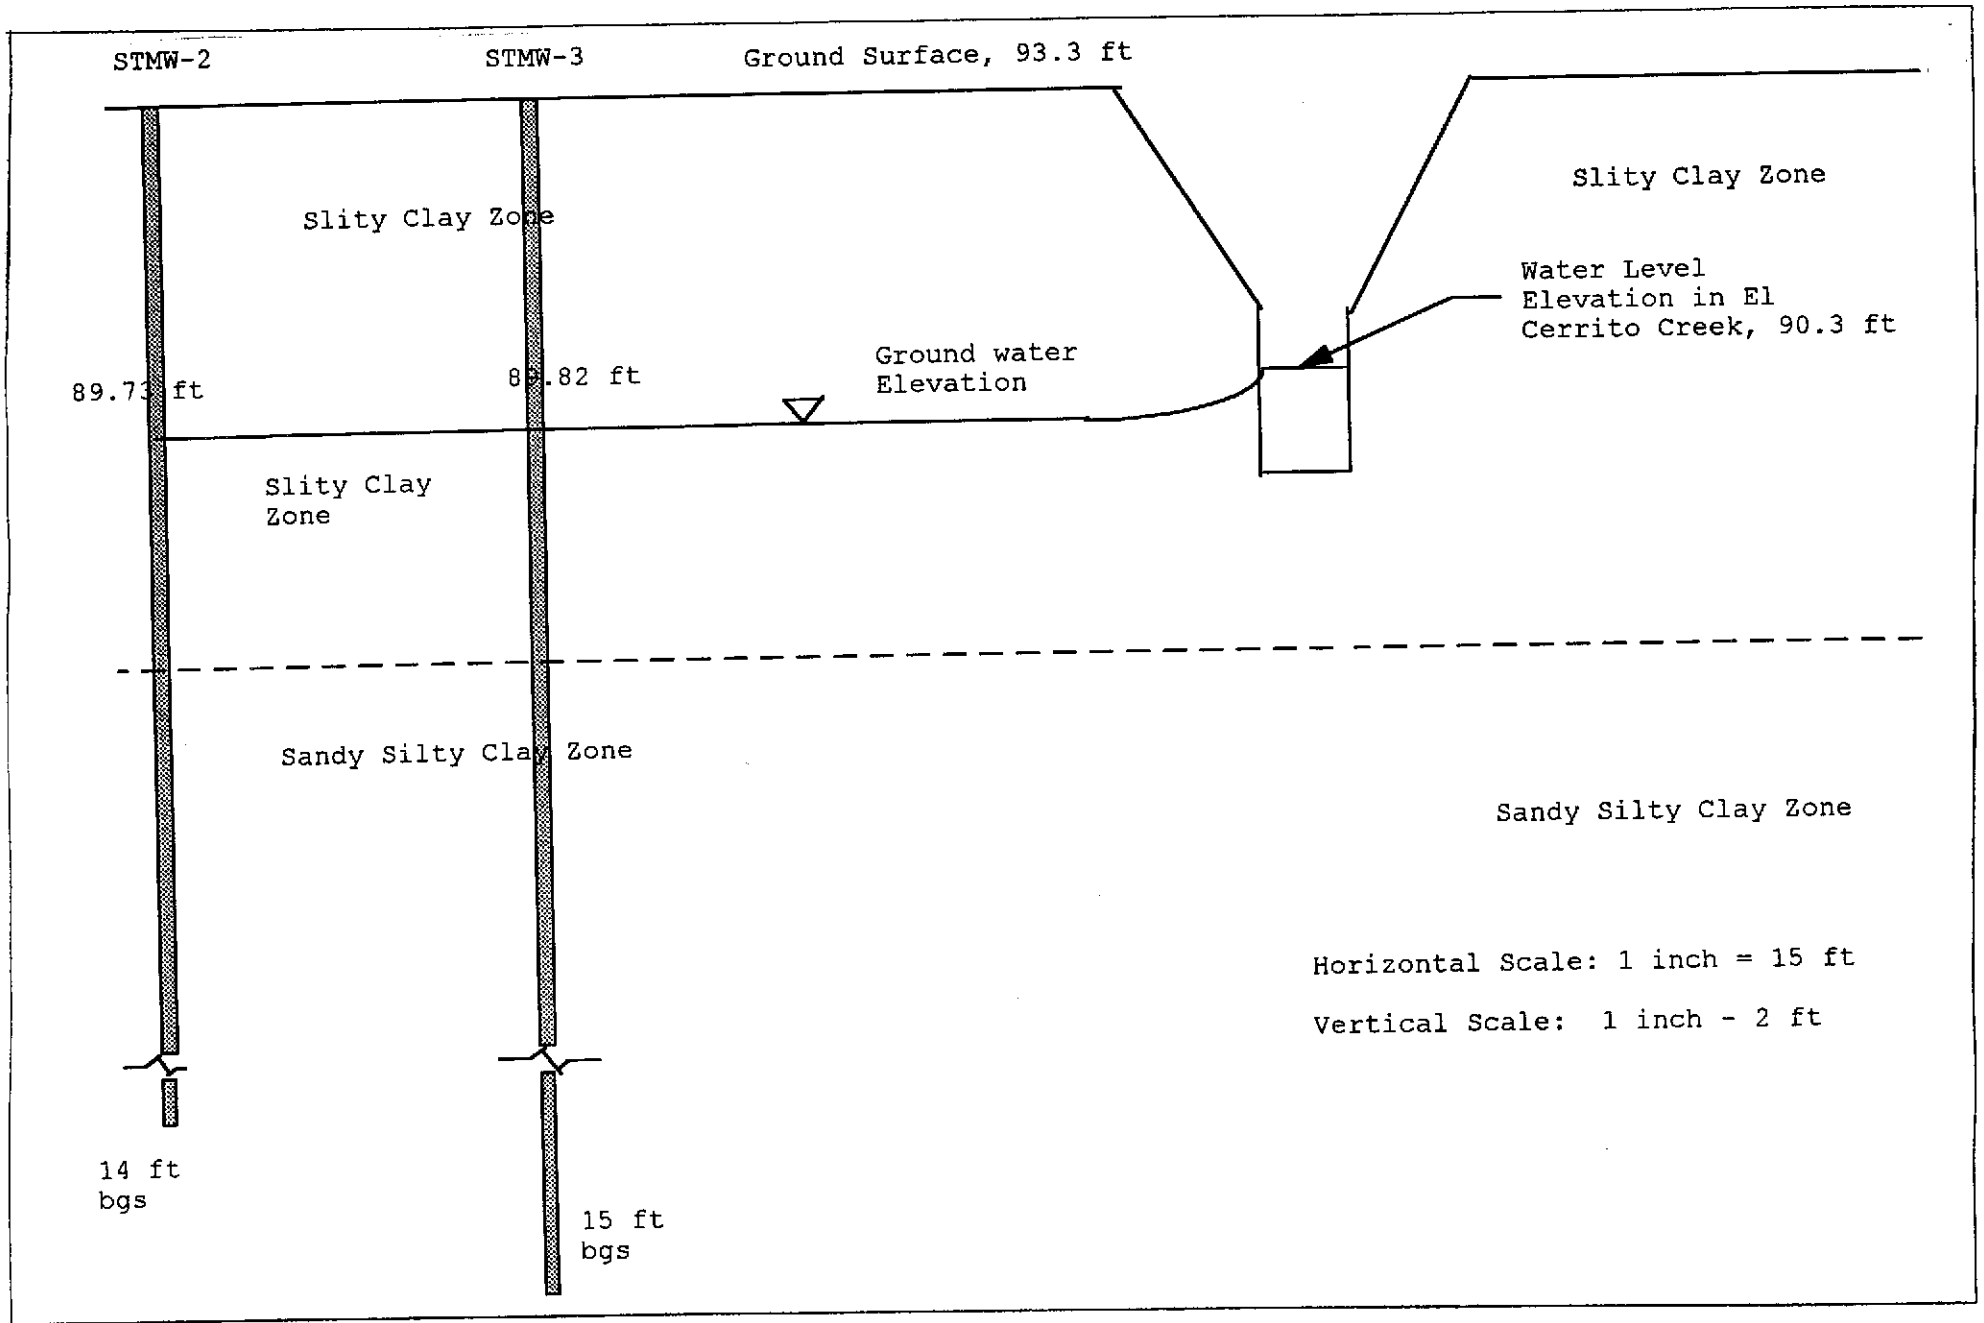 STMW-2
STMW-3
Ground Surface, 93.3 ft
Slity Clay Zone
Slity Clay Zone
Water Level
Elevation in El
Cerrito Creek, 90.3 ft
Ground water
Elevation
89.73 ft
89.82 ft
Slity Clay
Zone
Sandy Silty Clay Zone
Sandy Silty Clay Zone
Horizontal Scale: 1 inch = 15 ft
Vertical Scale: 1 inch - 2 ft
14 ft
bgs
15 ft
bgs